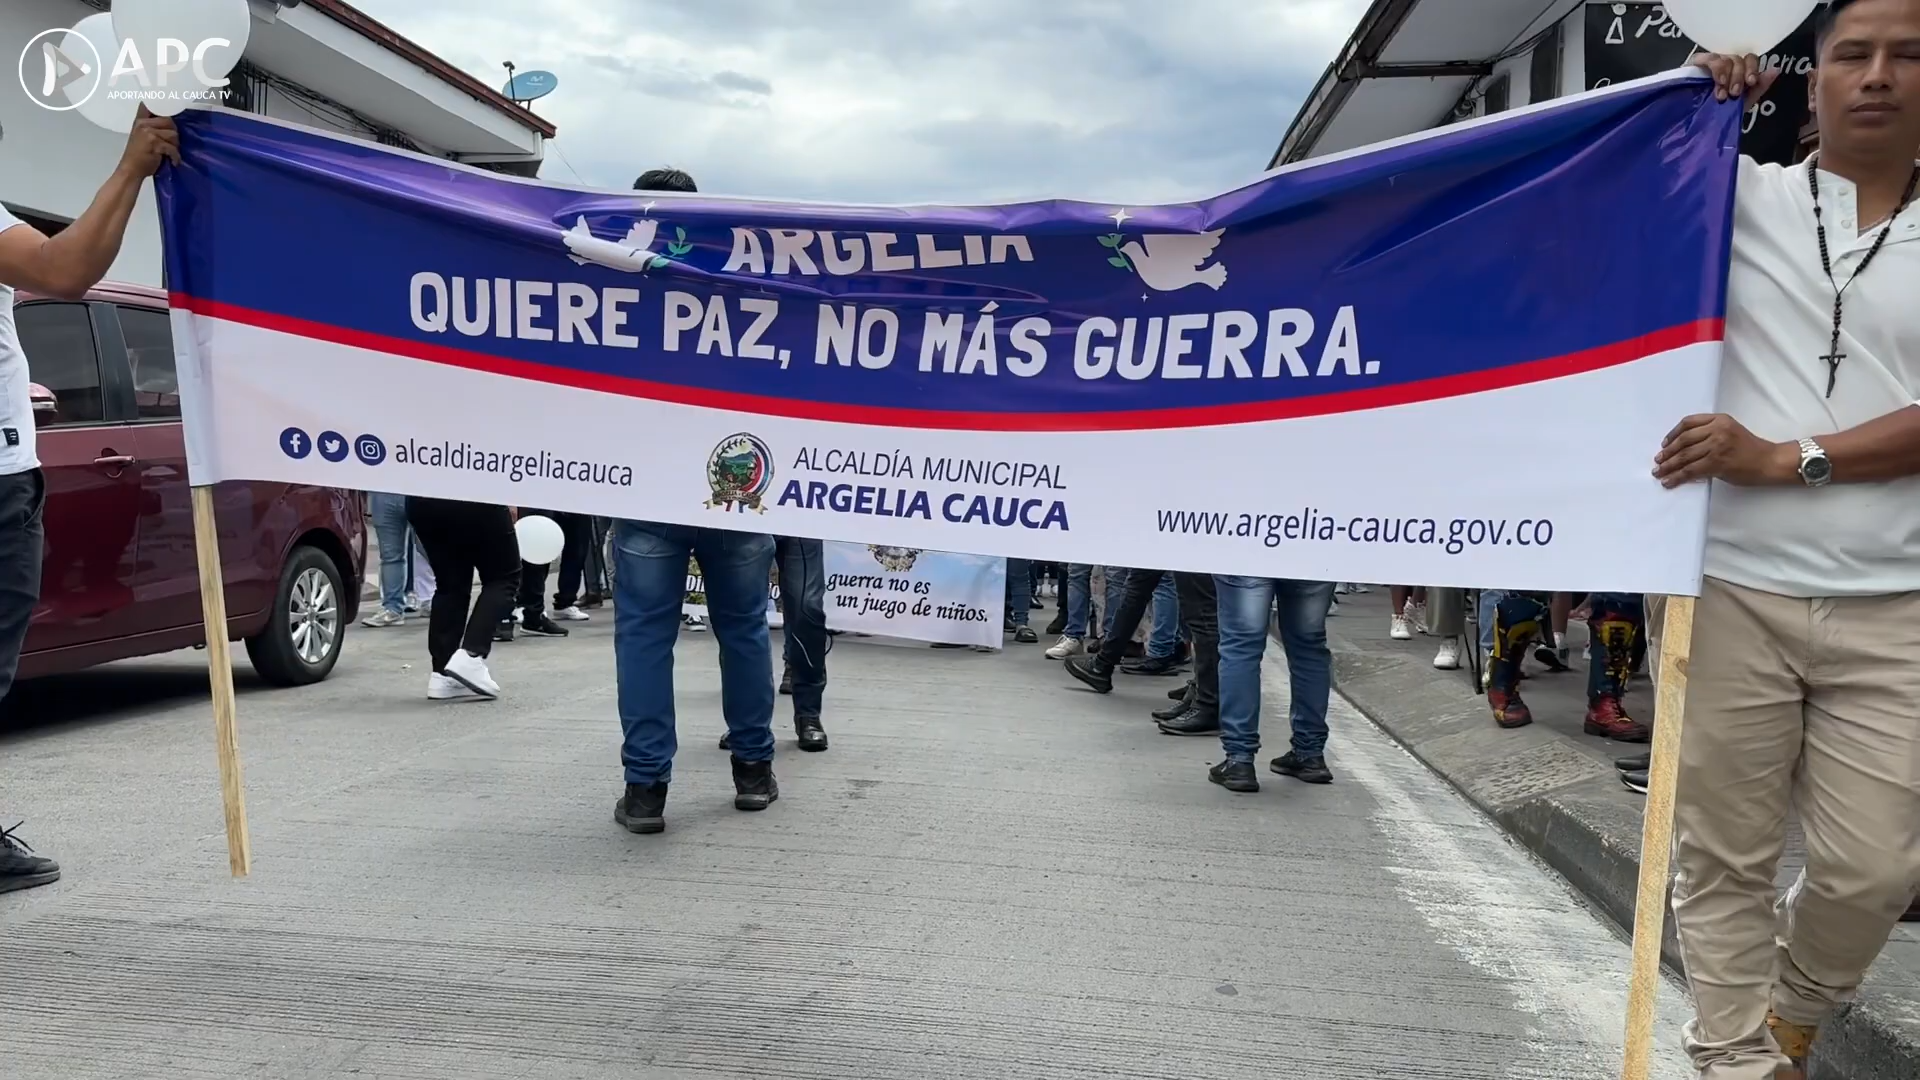 APC
APORTANDO AL CAUCA TV
ARGELIA
QUIERE PAZ, NO MÁS GUERRA.
alcaldiaargeliacauca
ALCALDÍA MUNICIPAL
ARGELIA CAUCA
www.argelia-cauca.gov.co
guerra no es
un juego de niños.